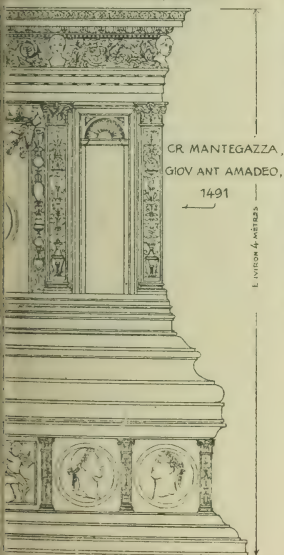 CR MANTEGAZZA,
GIOV ANT AMADEO,
1491
ENVIRON 4 MÈTRES